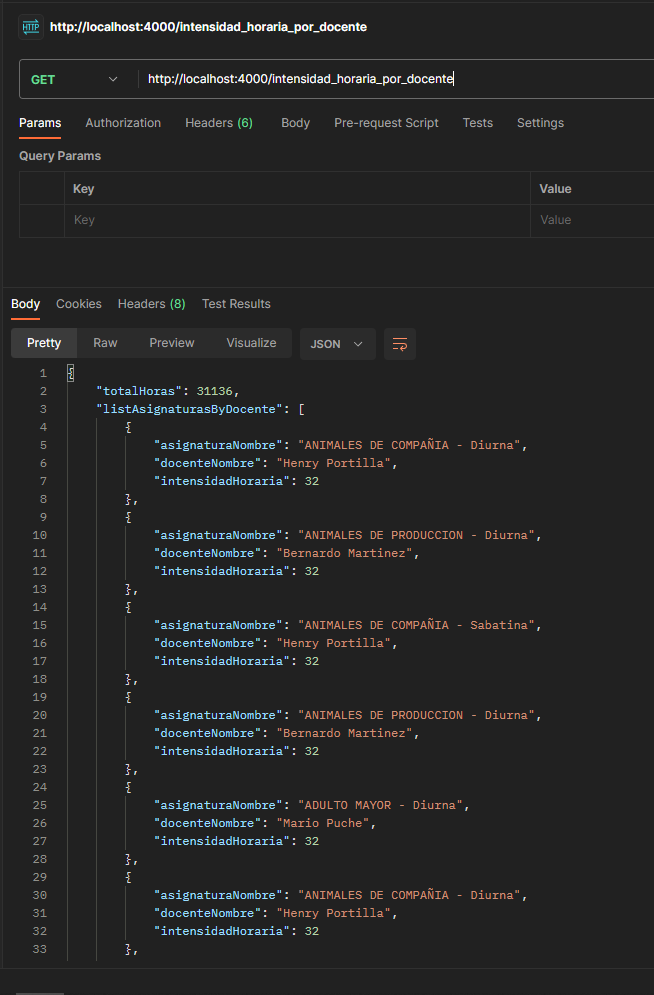 HTTP http://localhost:4000/intensidad_horaria_por_docente
GET http://localhost:4000/intensidad_horaria_por_docente
Params Authorization Headers (6) Body Pre-request Script Tests Settings
Query Params
Key Value
Key Value
Body Cookies Headers (8) Test Results
Pretty Raw Preview Visualize JSON
1 {
2 "totalHoras": 31136,
3 "listAsignaturasByDocente": [
4 {
5 "asignaturaNombre": "ANIMALES DE COMPAÑIA - Diurna",
6 "docenteNombre": "Henry Portilla",
7 "intensidadHoraria": 32
8 },
9 {
10 "asignaturaNombre": "ANIMALES DE PRODUCCION - Diurna",
11 "docenteNombre": "Bernardo Martinez",
12 "intensidadHoraria": 32
13 },
14 {
15 "asignaturaNombre": "ANIMALES DE COMPAÑIA - Sabatina",
16 "docenteNombre": "Henry Portilla",
17 "intensidadHoraria": 32
18 },
19 {
20 "asignaturaNombre": "ANIMALES DE PRODUCCION - Diurna",
21 "docenteNombre": "Bernardo Martinez",
22 "intensidadHoraria": 32
23 },
24 {
25 "asignaturaNombre": "ADULTO MAYOR - Diurna",
26 "docenteNombre": "Mario Puche",
27 "intensidadHoraria": 32
28 },
29 {
30 "asignaturaNombre": "ANIMALES DE COMPAÑIA - Diurna",
31 "docenteNombre": "Henry Portilla",
32 "intensidadHoraria": 32
33 },